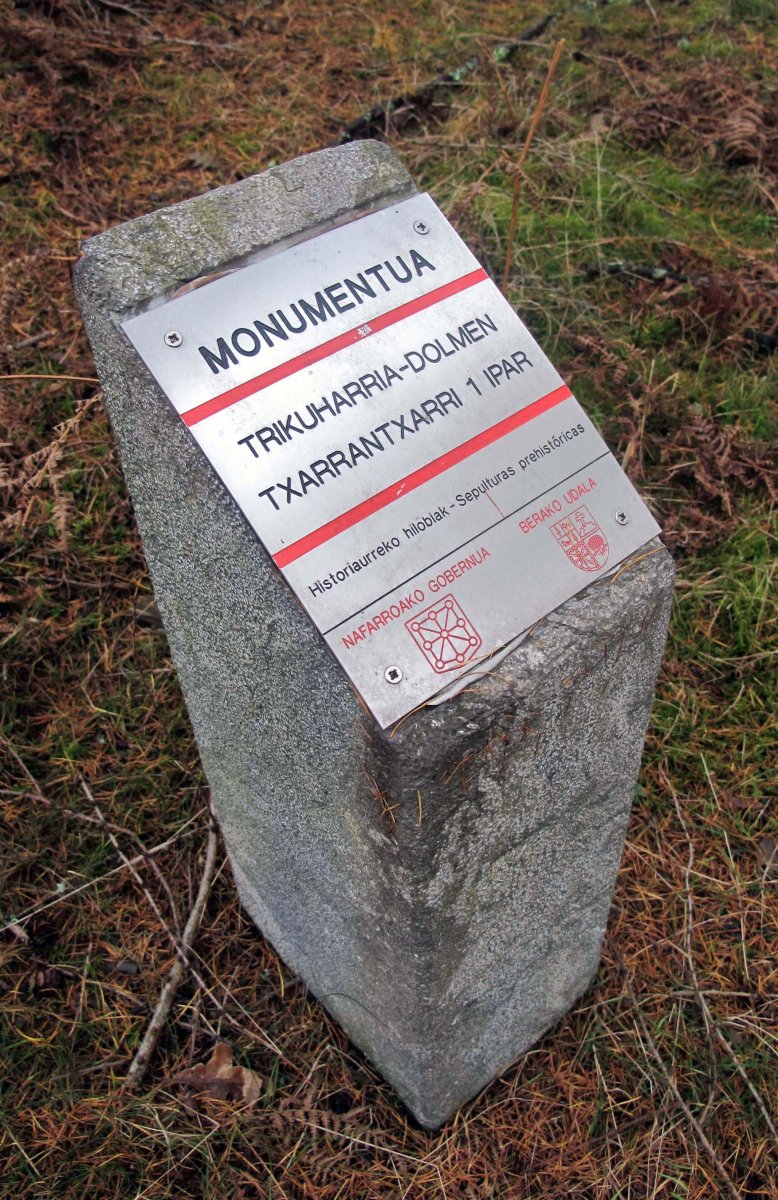 MONUMENTUA
TRIKUHARRIA-DOLMEN
TXARRANTXARRI 1 IPAR
Historiaurreko hilobiak - Sepulturas prehistóricas
NAFARROAKO GOBERNUA
BERAKO UDALA